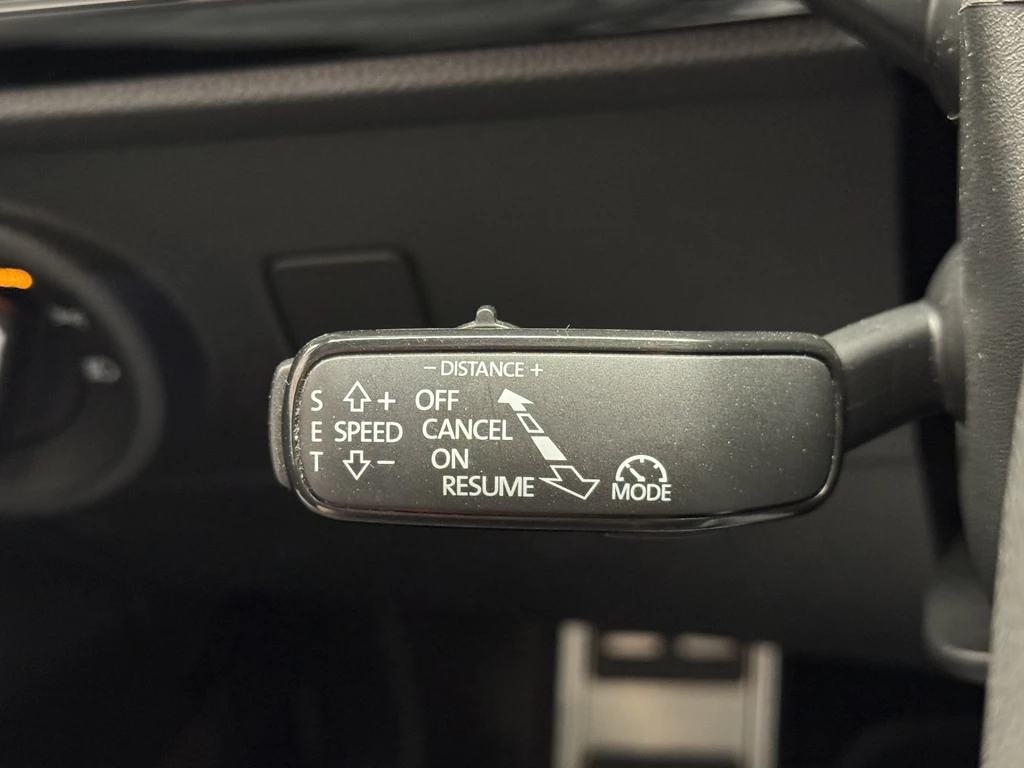 – DISTANCE +
S + OFF
E SPEED CANCEL
T – ON
RESUME
MODE